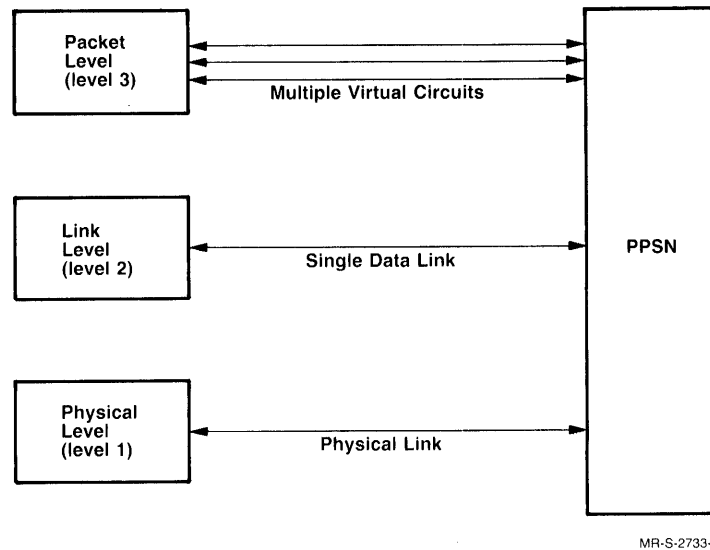 Packet
Level
(level 3)
Multiple Virtual Circuits
Link
Level
(level 2)
Single Data Link
PPSN
Physical
Level
(level 1)
Physical Link
MR-S-2733-